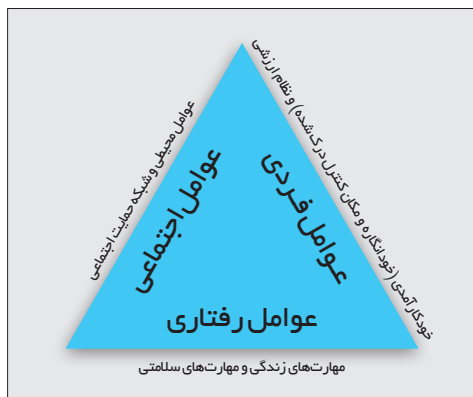 خودکارآمدی (خودانگاره و مکان کنترل درک شده) و نظام ارزشی
عوامل فردی
عوامل محیطی و شبکه حمایت اجتماعی
عوامل اجتماعی
عوامل رفتاری
مهارت‌های زندگی و مهارت‌های سلامتی